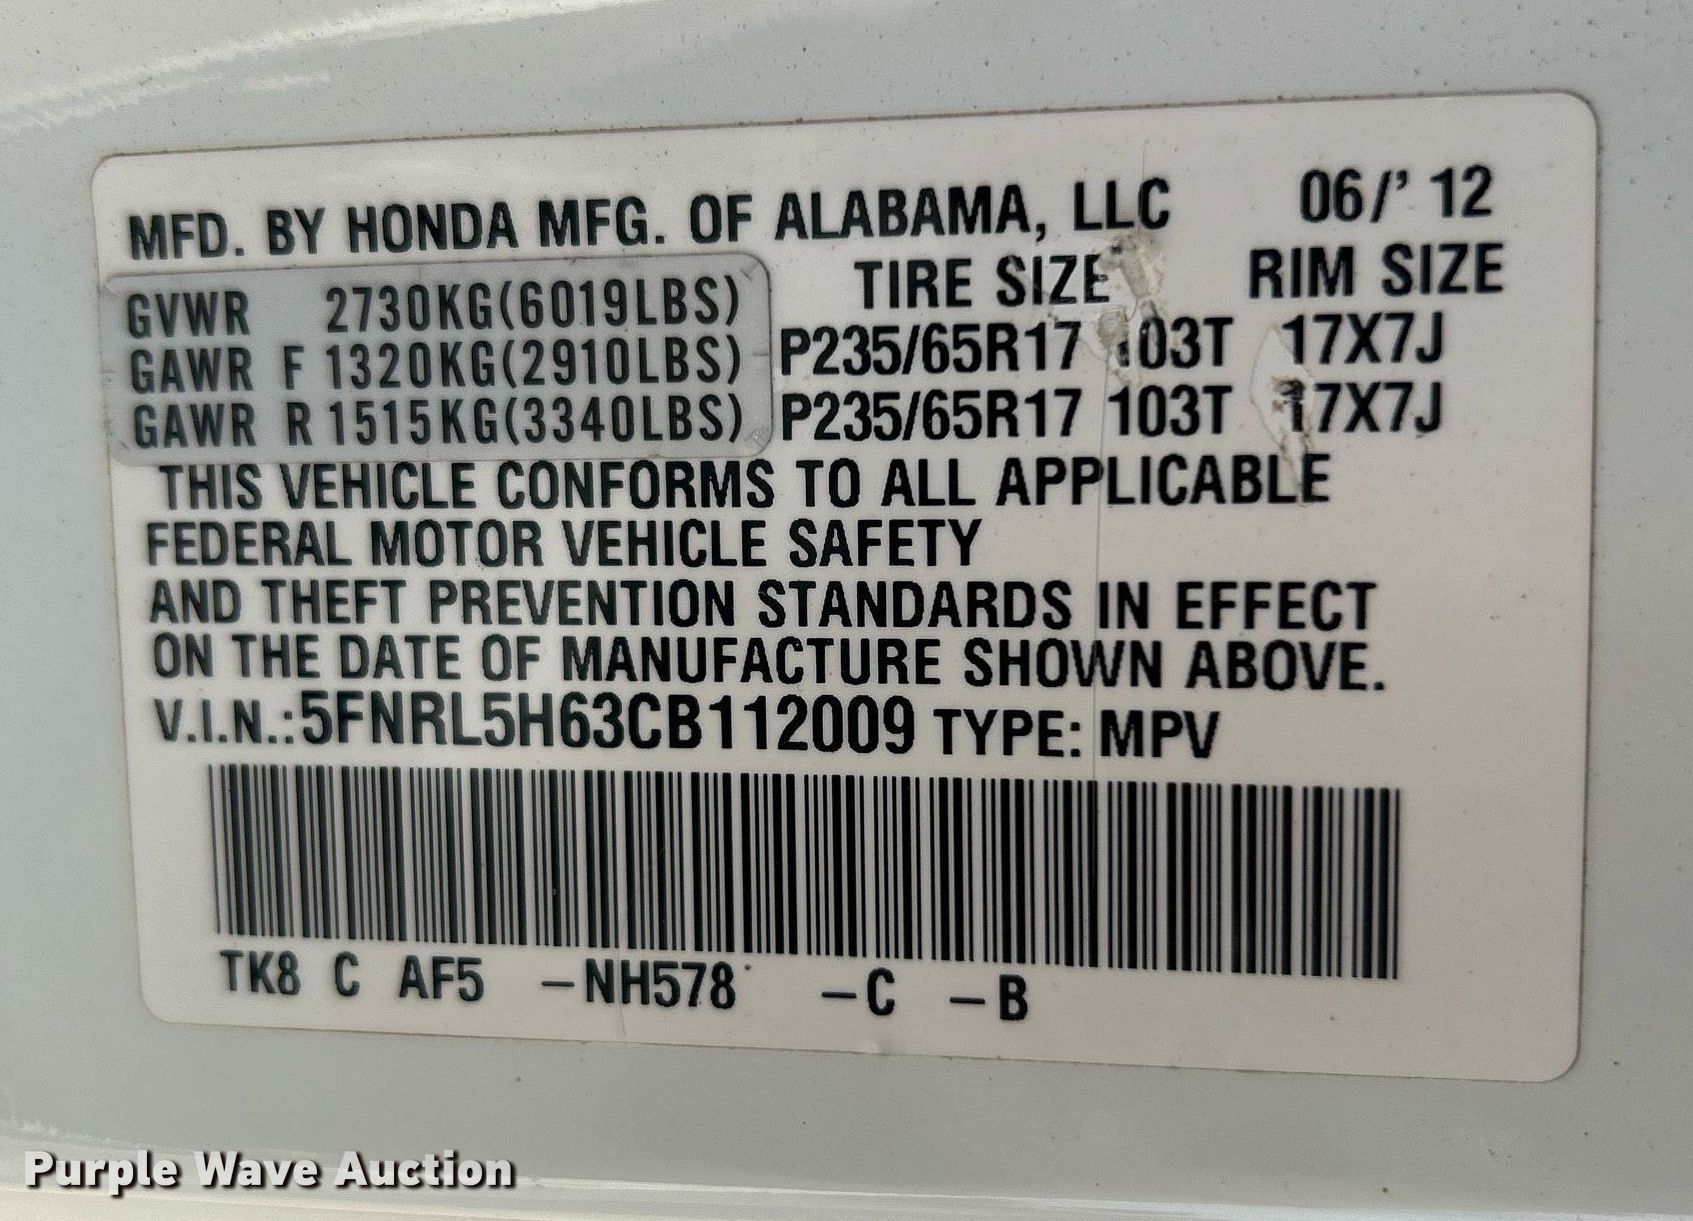 MFD. BY HONDA MFG. OF ALABAMA, LLC 06/' 12
TIRE SIZE RIM SIZE
GVWR 2730KG(6019LBS)
GAWR F 1320KG(2910LBS) P235/65R17 103T 17X7J
GAWR R 1515KG(3340LBS) P235/65R17 103T 17X7J
THIS VEHICLE CONFORMS TO ALL APPLICABLE
FEDERAL MOTOR VEHICLE SAFETY
AND THEFT PREVENTION STANDARDS IN EFFECT
ON THE DATE OF MANUFACTURE SHOWN ABOVE.
V.I.N.:5FNRL5H63CB112009 TYPE: MPV
TK8 C AF5 –NH578 –C –B
Purple Wave Auction